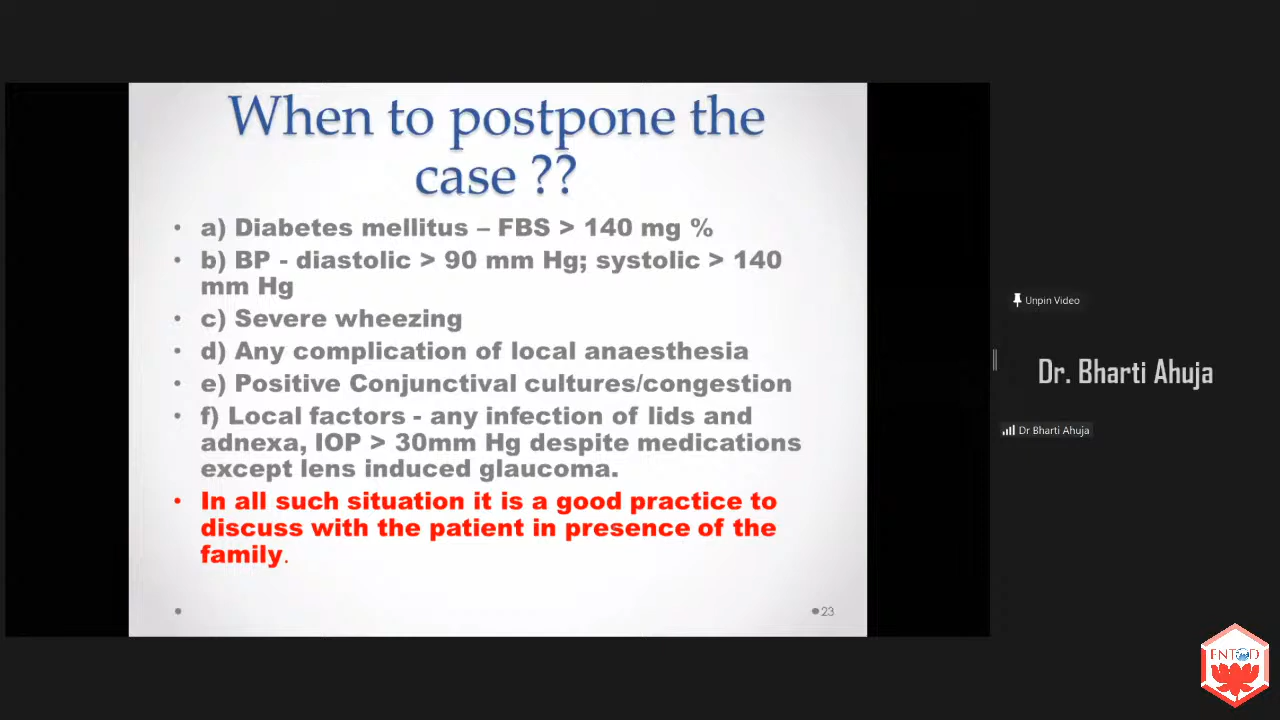 When to postpone the
case ??
• a) Diabetes mellitus – FBS > 140 mg %
• b) BP - diastolic > 90 mm Hg; systolic > 140
mm Hg
• c) Severe wheezing
• d) Any complication of local anaesthesia
• e) Positive Conjunctival cultures/congestion
• f) Local factors - any infection of lids and
adnexa, IOP > 30mm Hg despite medications
except lens induced glaucoma.
• In all such situation it is a good practice to
discuss with the patient in presence of the
family.
23
Unpin Video
Dr. Bharti Ahuja
Dr Bharti Ahuja
ENTOD